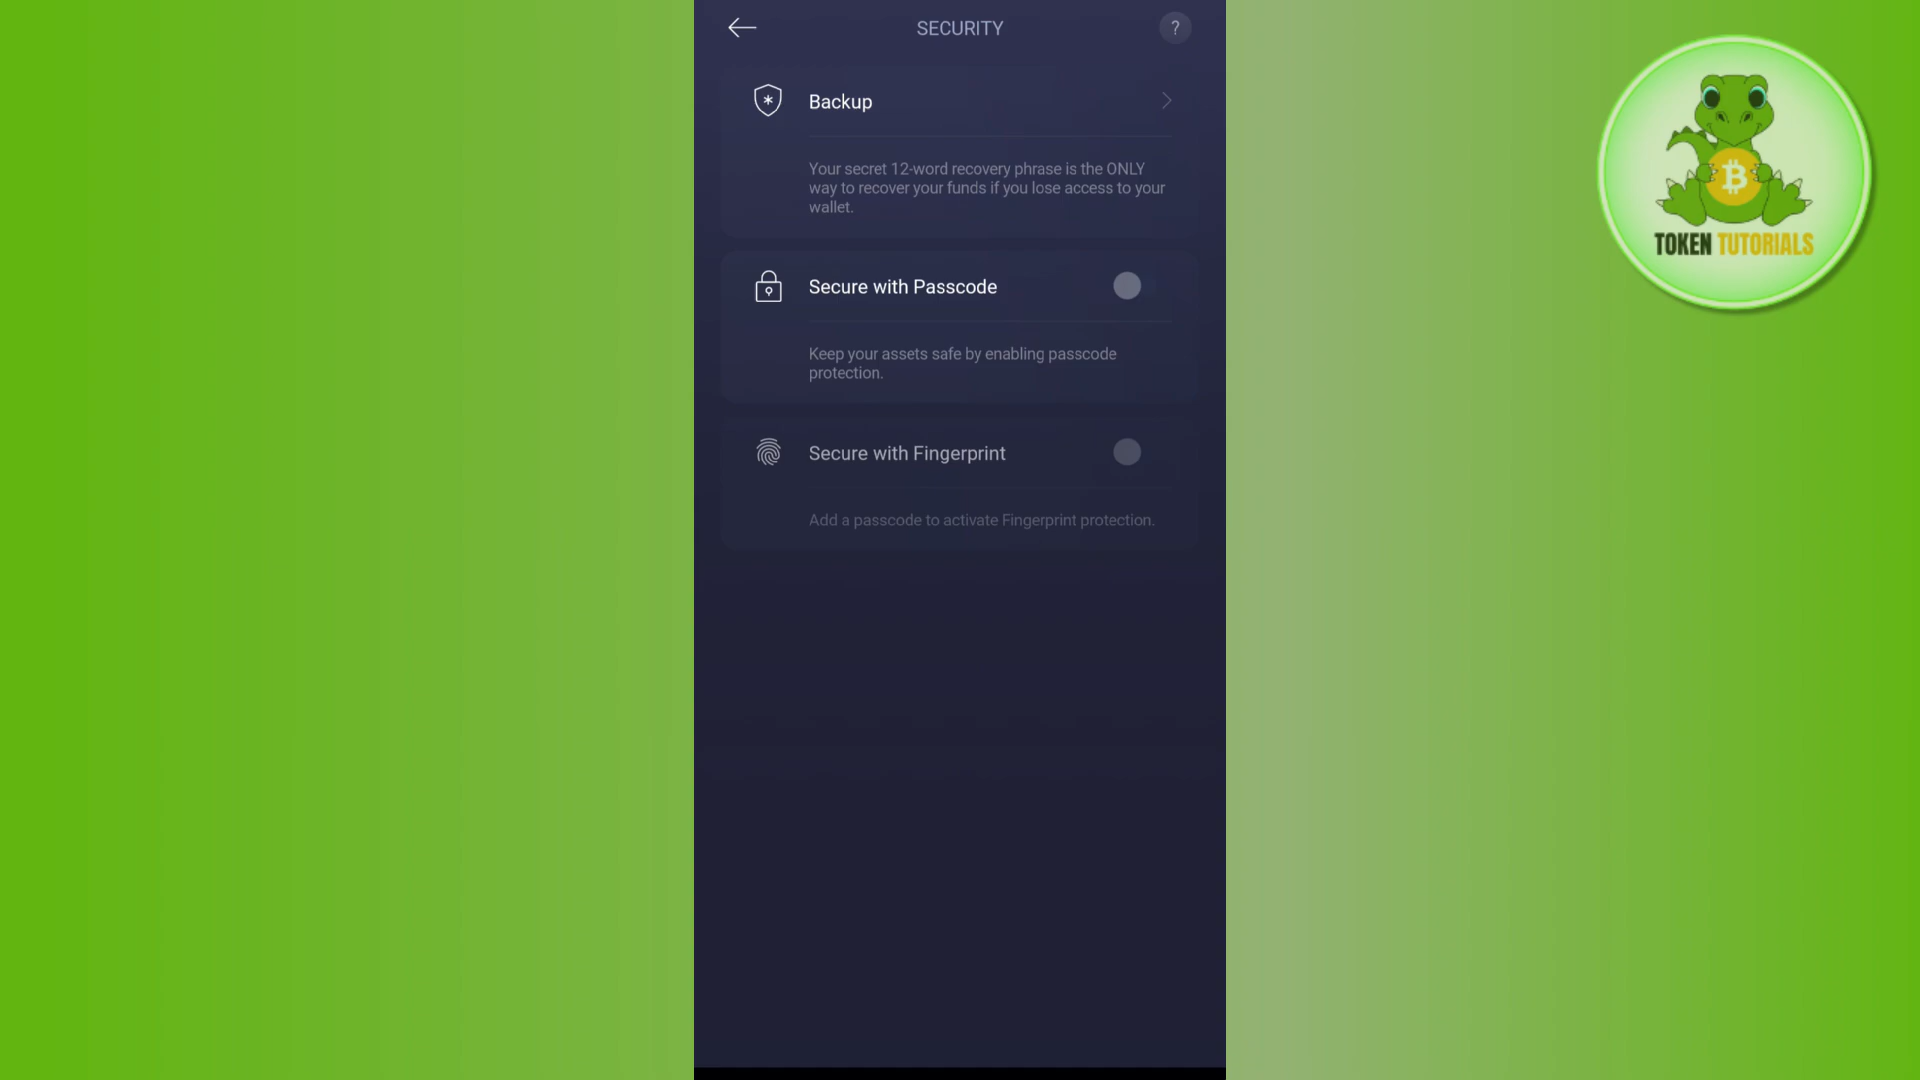 SECURITY
?
Backup
Your secret 12-word recovery phrase is the ONLY
way to recover your funds if you lose access to your
wallet.
Secure with Passcode
Keep your assets safe by enabling passcode
protection.
Secure with Fingerprint
Add a passcode to activate Fingerprint protection.
TOKEN TUTORIALS